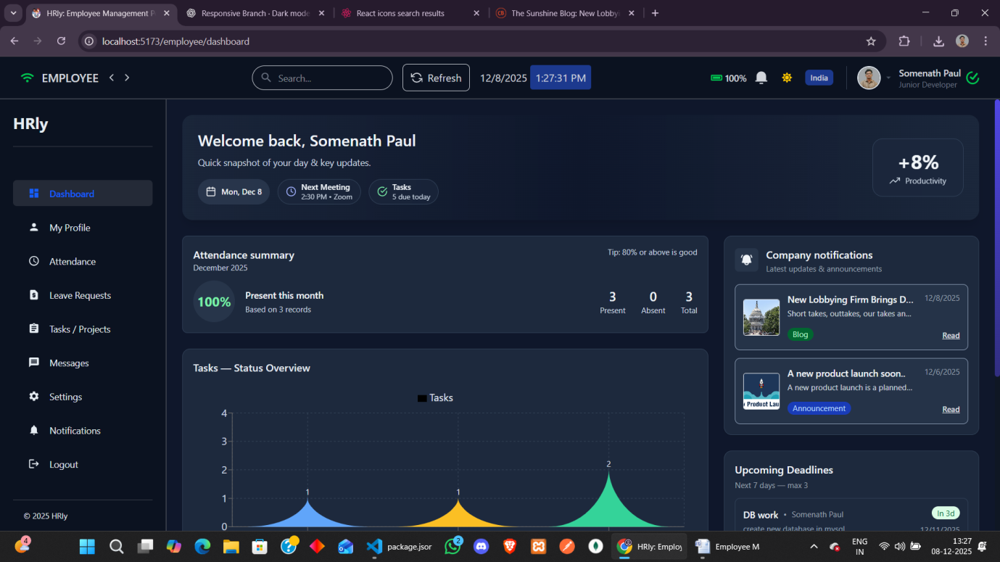 HRly: Employee Management P
Responsive Branch - Dark mode
React icons search results
The Sunshine Blog: New Lobbyi
localhost:5173/employee/dashboard
EMPLOYEE
Search...
Refresh
12/8/2025
1:27:31 PM
100%
India
Somenath Paul
Junior Developer
HRly
Dashboard
My Profile
Attendance
Leave Requests
Tasks / Projects
Messages
Settings
Notifications
Logout
© 2025 HRly
Welcome back, Somenath Paul
Quick snapshot of your day & key updates.
Mon, Dec 8
Next Meeting
2:30 PM • Zoom
Tasks
5 due today
+8%
Productivity
Attendance summary
December 2025
Tip: 80% or above is good
100%
Present this month
Based on 3 records
3
Present
0
Absent
3
Total
Tasks — Status Overview
Tasks
4
3
2
1
0
1
1
2
Company notifications
Latest updates & announcements
New Lobbying Firm Brings D...
12/8/2025
Short takes, outtakes, our takes an...
Blog
Read
A new product launch soon..
12/6/2025
A new product launch is a planned...
Product Lau
Announcement
Read
Upcoming Deadlines
Next 7 days — max 3
DB work • Somenath Paul
In 3d
create new database in mysql
12/11/2025
4
package.json
2
HRly: Employ
Employee M
ENG
IN
13:27
08-12-2025